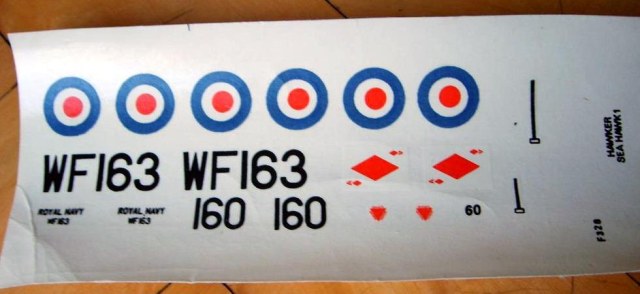 WF163 WF163
ROYAL NAVY
WF163
ROYAL NAVY
WF163
160 160
60
HAWKER
SEA HAWK 1
F328